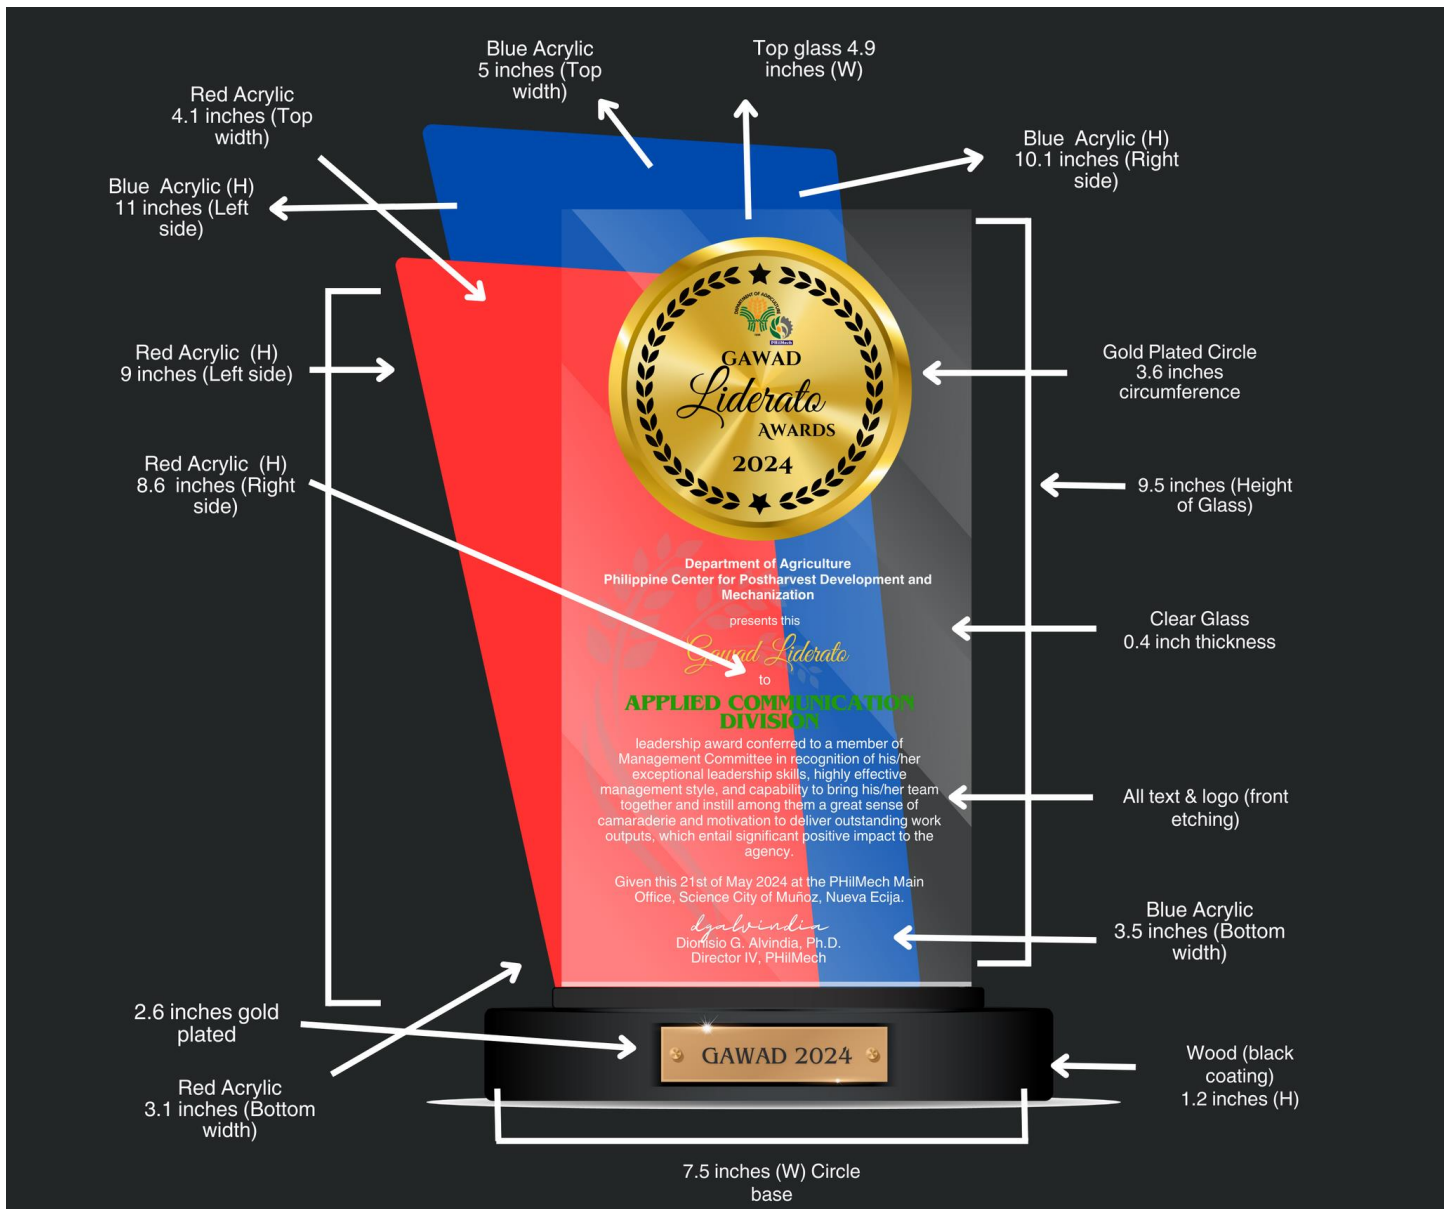 Blue Acrylic
5 inches (Top
width)
Top glass 4.9
inches (W)
Red Acrylic
4.1 inches (Top
width)
Blue Acrylic (H)
10.1 inches (Right
side)
Blue Acrylic (H)
11 inches (Left
side)
Red Acrylic (H)
9 inches (Left side)
Red Acrylic (H)
8.6 inches (Right
side)
DEPARTMENT OF AGRICULTURE
PHilMech
GAWAD
Liderato
AWARDS
2024
Gold Plated Circle
3.6 inches
circumference
9.5 inches (Height
of Glass)
Department of Agriculture
Philippine Center for Postharvest Development and
Mechanization
presents this
Gawad Liderato
to
APPLIED COMMUNICATION
DIVISION
leadership award conferred to a member of
Management Committee in recognition of his/her
exceptional leadership skills, highly effective
management style, and capability to bring his/her team
together and instill among them a great sense of
camaraderie and motivation to deliver outstanding work
outputs, which entail significant positive impact to the
agency.
Given this 21st of May 2024 at the PHilMech Main
Office, Science City of Muñoz, Nueva Ecija.
dgalvindia
Dionisio G. Alvindia, Ph.D.
Director IV, PHilMech
Clear Glass
0.4 inch thickness
All text & logo (front
etching)
Blue Acrylic
3.5 inches (Bottom
width)
2.6 inches gold
plated
Red Acrylic
3.1 inches (Bottom
width)
GAWAD 2024
Wood (black
coating)
1.2 inches (H)
7.5 inches (W) Circle
base